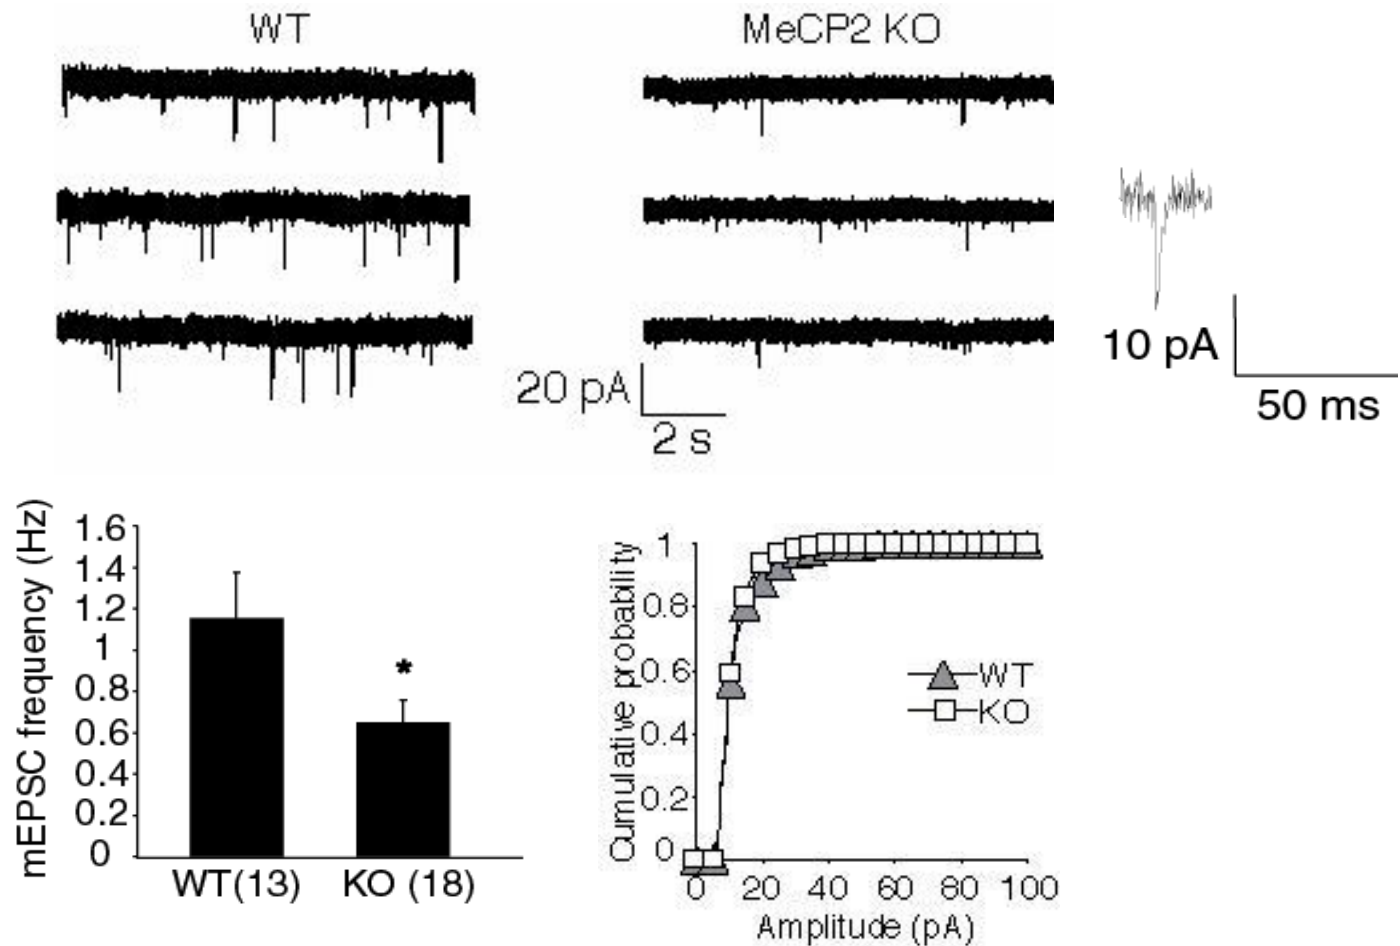 WT
MeCP2 KO
20 pA
2 s
10 pA
50 ms
mEPSC frequency (Hz)
1.6
1.4
1.2
1
0.8
0.6
0.4
0.2
0
*
WT(13)
KO (18)
Cumulative probability
1
0.8
0.6
0.4
0.2
0
WT
KO
0 20 40 60 80 100
Amplitude (pA)